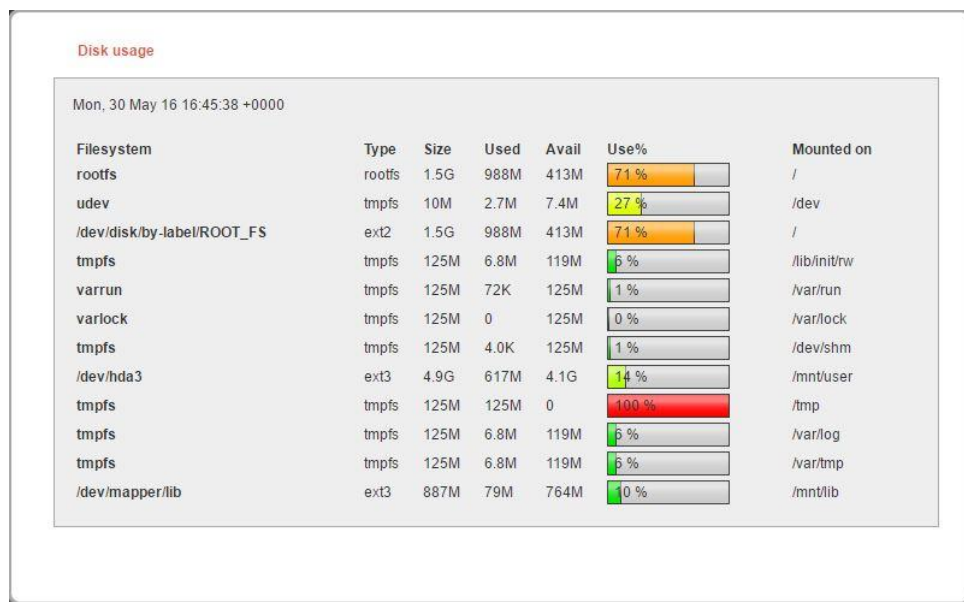 Disk usage
Mon, 30 May 16 16:45:38 +0000
Filesystem Type Size Used Avail Use% Mounted on
rootfs rootfs 1.5G 988M 413M 71 % /
udev tmpfs 10M 2.7M 7.4M 27 % /dev
/dev/disk/by-label/ROOT_FS ext2 1.5G 988M 413M 71 % /
tmpfs tmpfs 125M 6.8M 119M 6 % /lib/init/rw
varrun tmpfs 125M 72K 125M 1 % /var/run
varlock tmpfs 125M 0 125M 0 % /var/lock
tmpfs tmpfs 125M 4.0K 125M 1 % /dev/shm
/dev/hda3 ext3 4.9G 617M 4.1G 14 % /mnt/user
tmpfs tmpfs 125M 125M 0 100 % /tmp
tmpfs tmpfs 125M 6.8M 119M 6 % /var/log
tmpfs tmpfs 125M 6.8M 119M 6 % /var/tmp
/dev/mapper/lib ext3 887M 79M 764M 10 % /mnt/lib